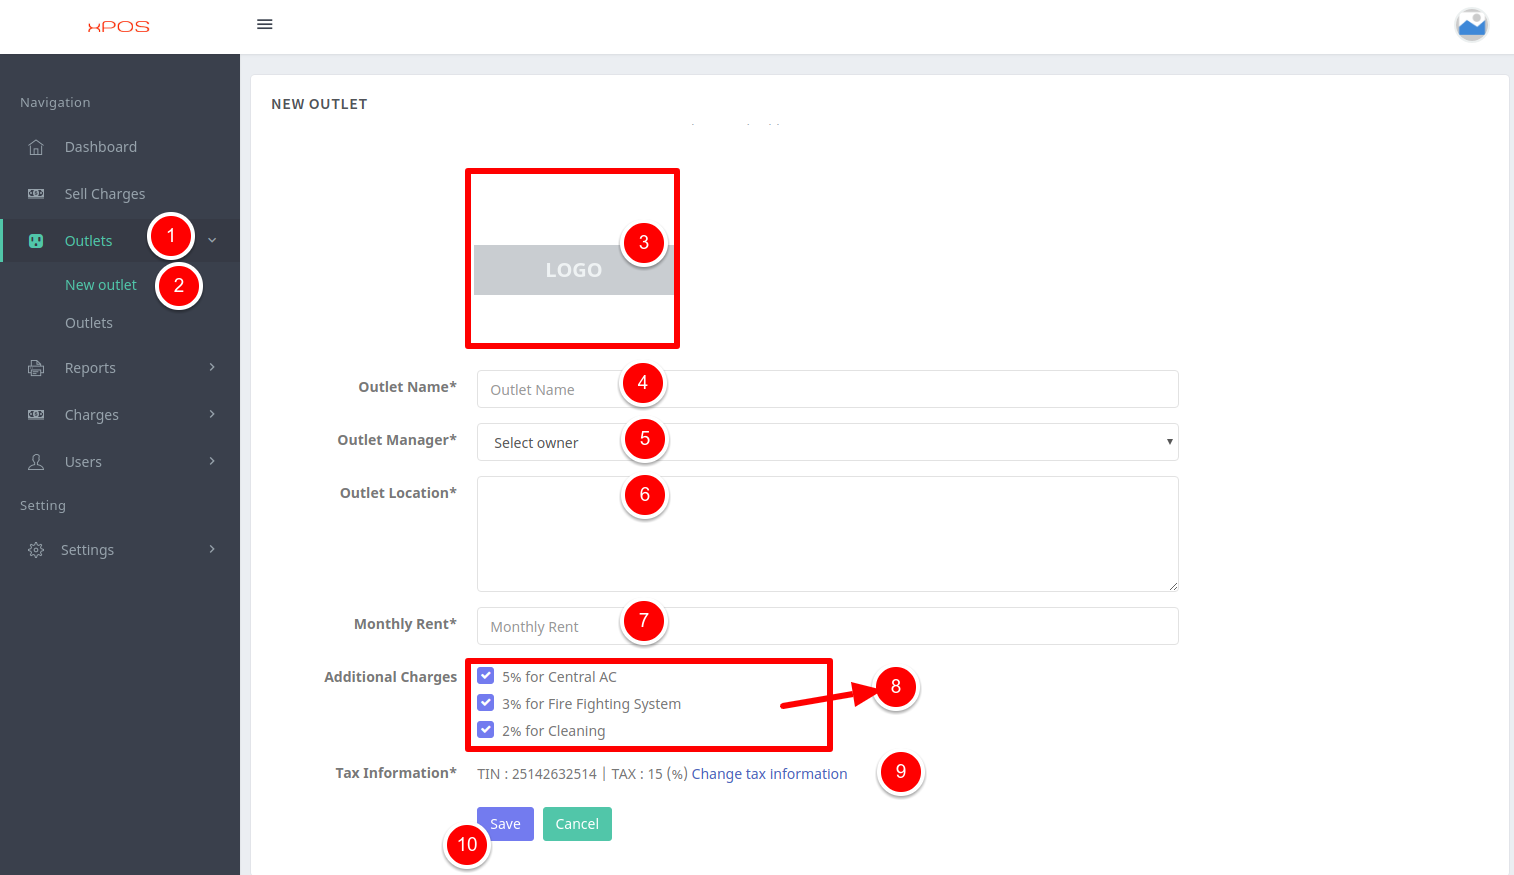 xPOS
Navigation
Dashboard
Sell Charges
Outlets 1
New outlet 2
Outlets
Reports
Charges
Users
Setting
Settings
NEW OUTLET
3
LOGO
Outlet Name* Outlet Name 4
Outlet Manager* Select owner 5
Outlet Location* 6
Monthly Rent* Monthly Rent 7
Additional Charges 5% for Central AC
3% for Fire Fighting System 8
2% for Cleaning
Tax Information* TIN : 25142632514 | TAX : 15 (%) Change tax information 9
Save Cancel
10